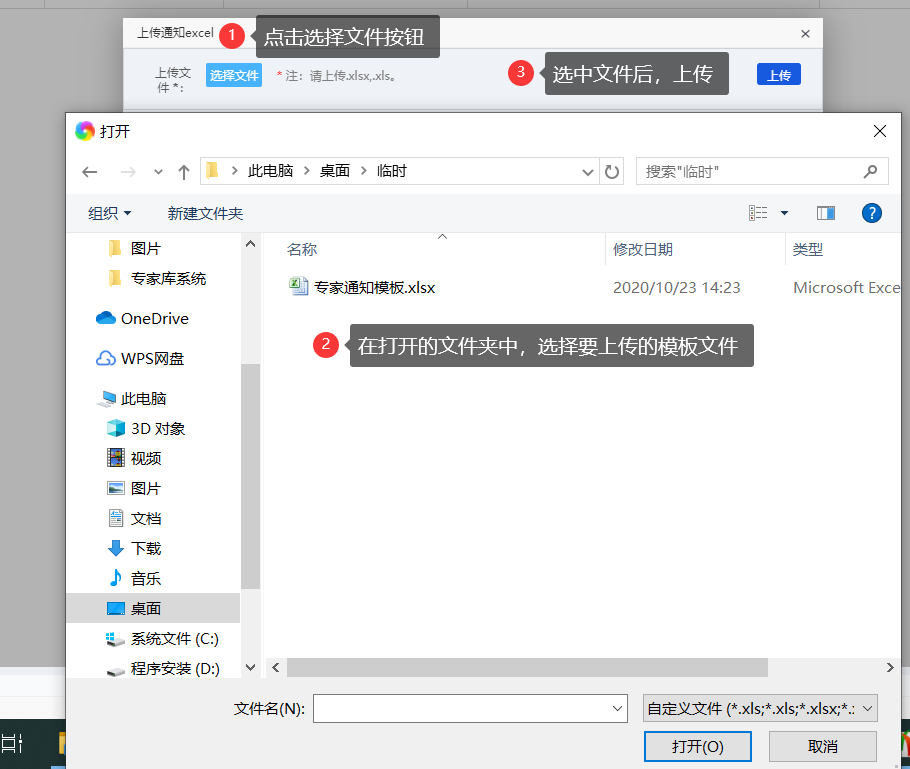 上传通知excel
1
点击选择文件按钮
上传文件 *：
选择文件
* 注：请上传.xlsx,.xls。
3
选中文件后，上传
上传
打开
此电脑 > 桌面 > 临时
搜索"临时"
组织
新建文件夹
?
图片
专家库系统
OneDrive
WPS网盘
此电脑
3D 对象
视频
图片
文档
下载
音乐
桌面
系统文件 (C:)
程序安装 (D:)
名称
修改日期
类型
专家通知模板.xlsx
2020/10/23 14:23
Microsoft Exce
2
在打开的文件夹中，选择要上传的模板文件
文件名(N):
自定义文件 (*.xls;*.xls;*.xlsx;*.:
打开(O)
取消